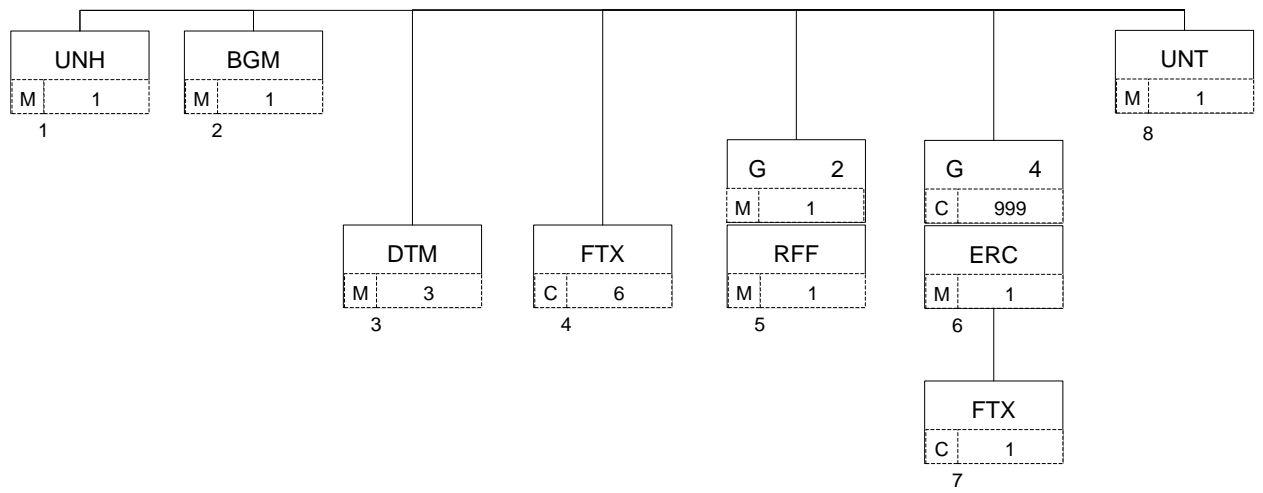 UNH
M 1
1
BGM
M 1
2
UNT
M 1
8
G 2
M 1
G 4
C 999
DTM
M 3
3
FTX
C 6
4
RFF
M 1
5
ERC
M 1
6
FTX
C 1
7